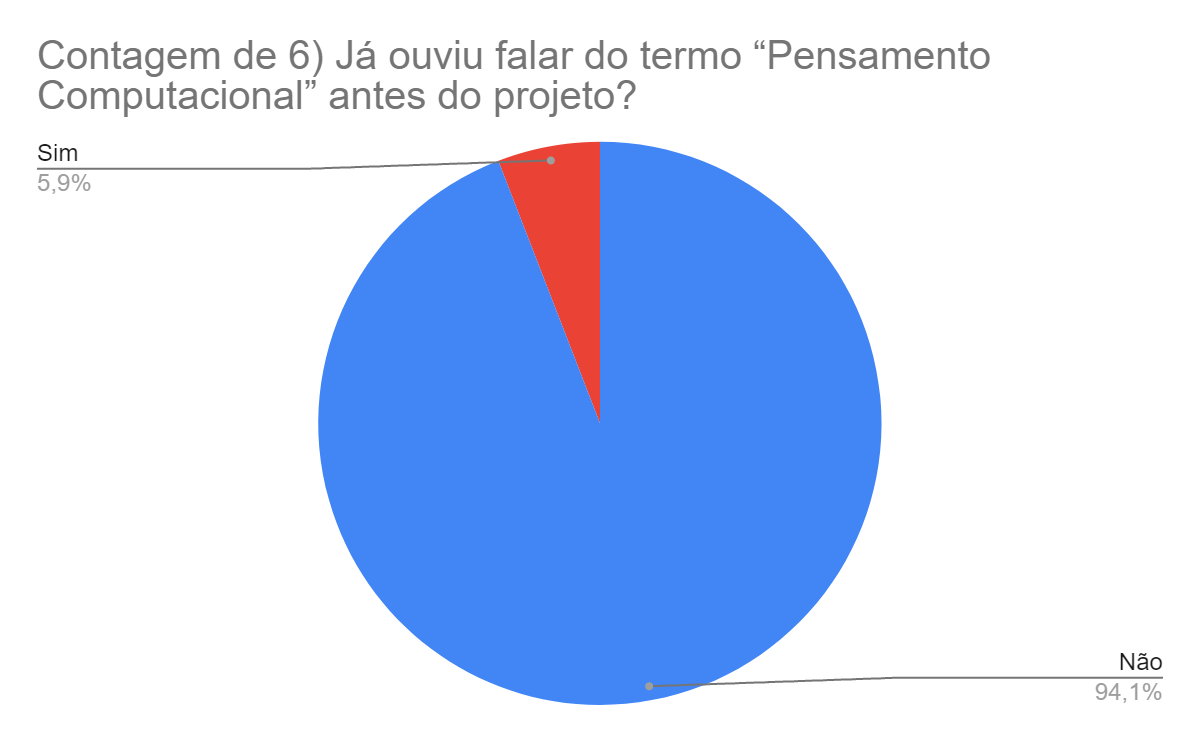 Contagem de 6) Já ouviu falar do termo “Pensamento
Computacional” antes do projeto?
Sim
5,9%
Não
94,1%